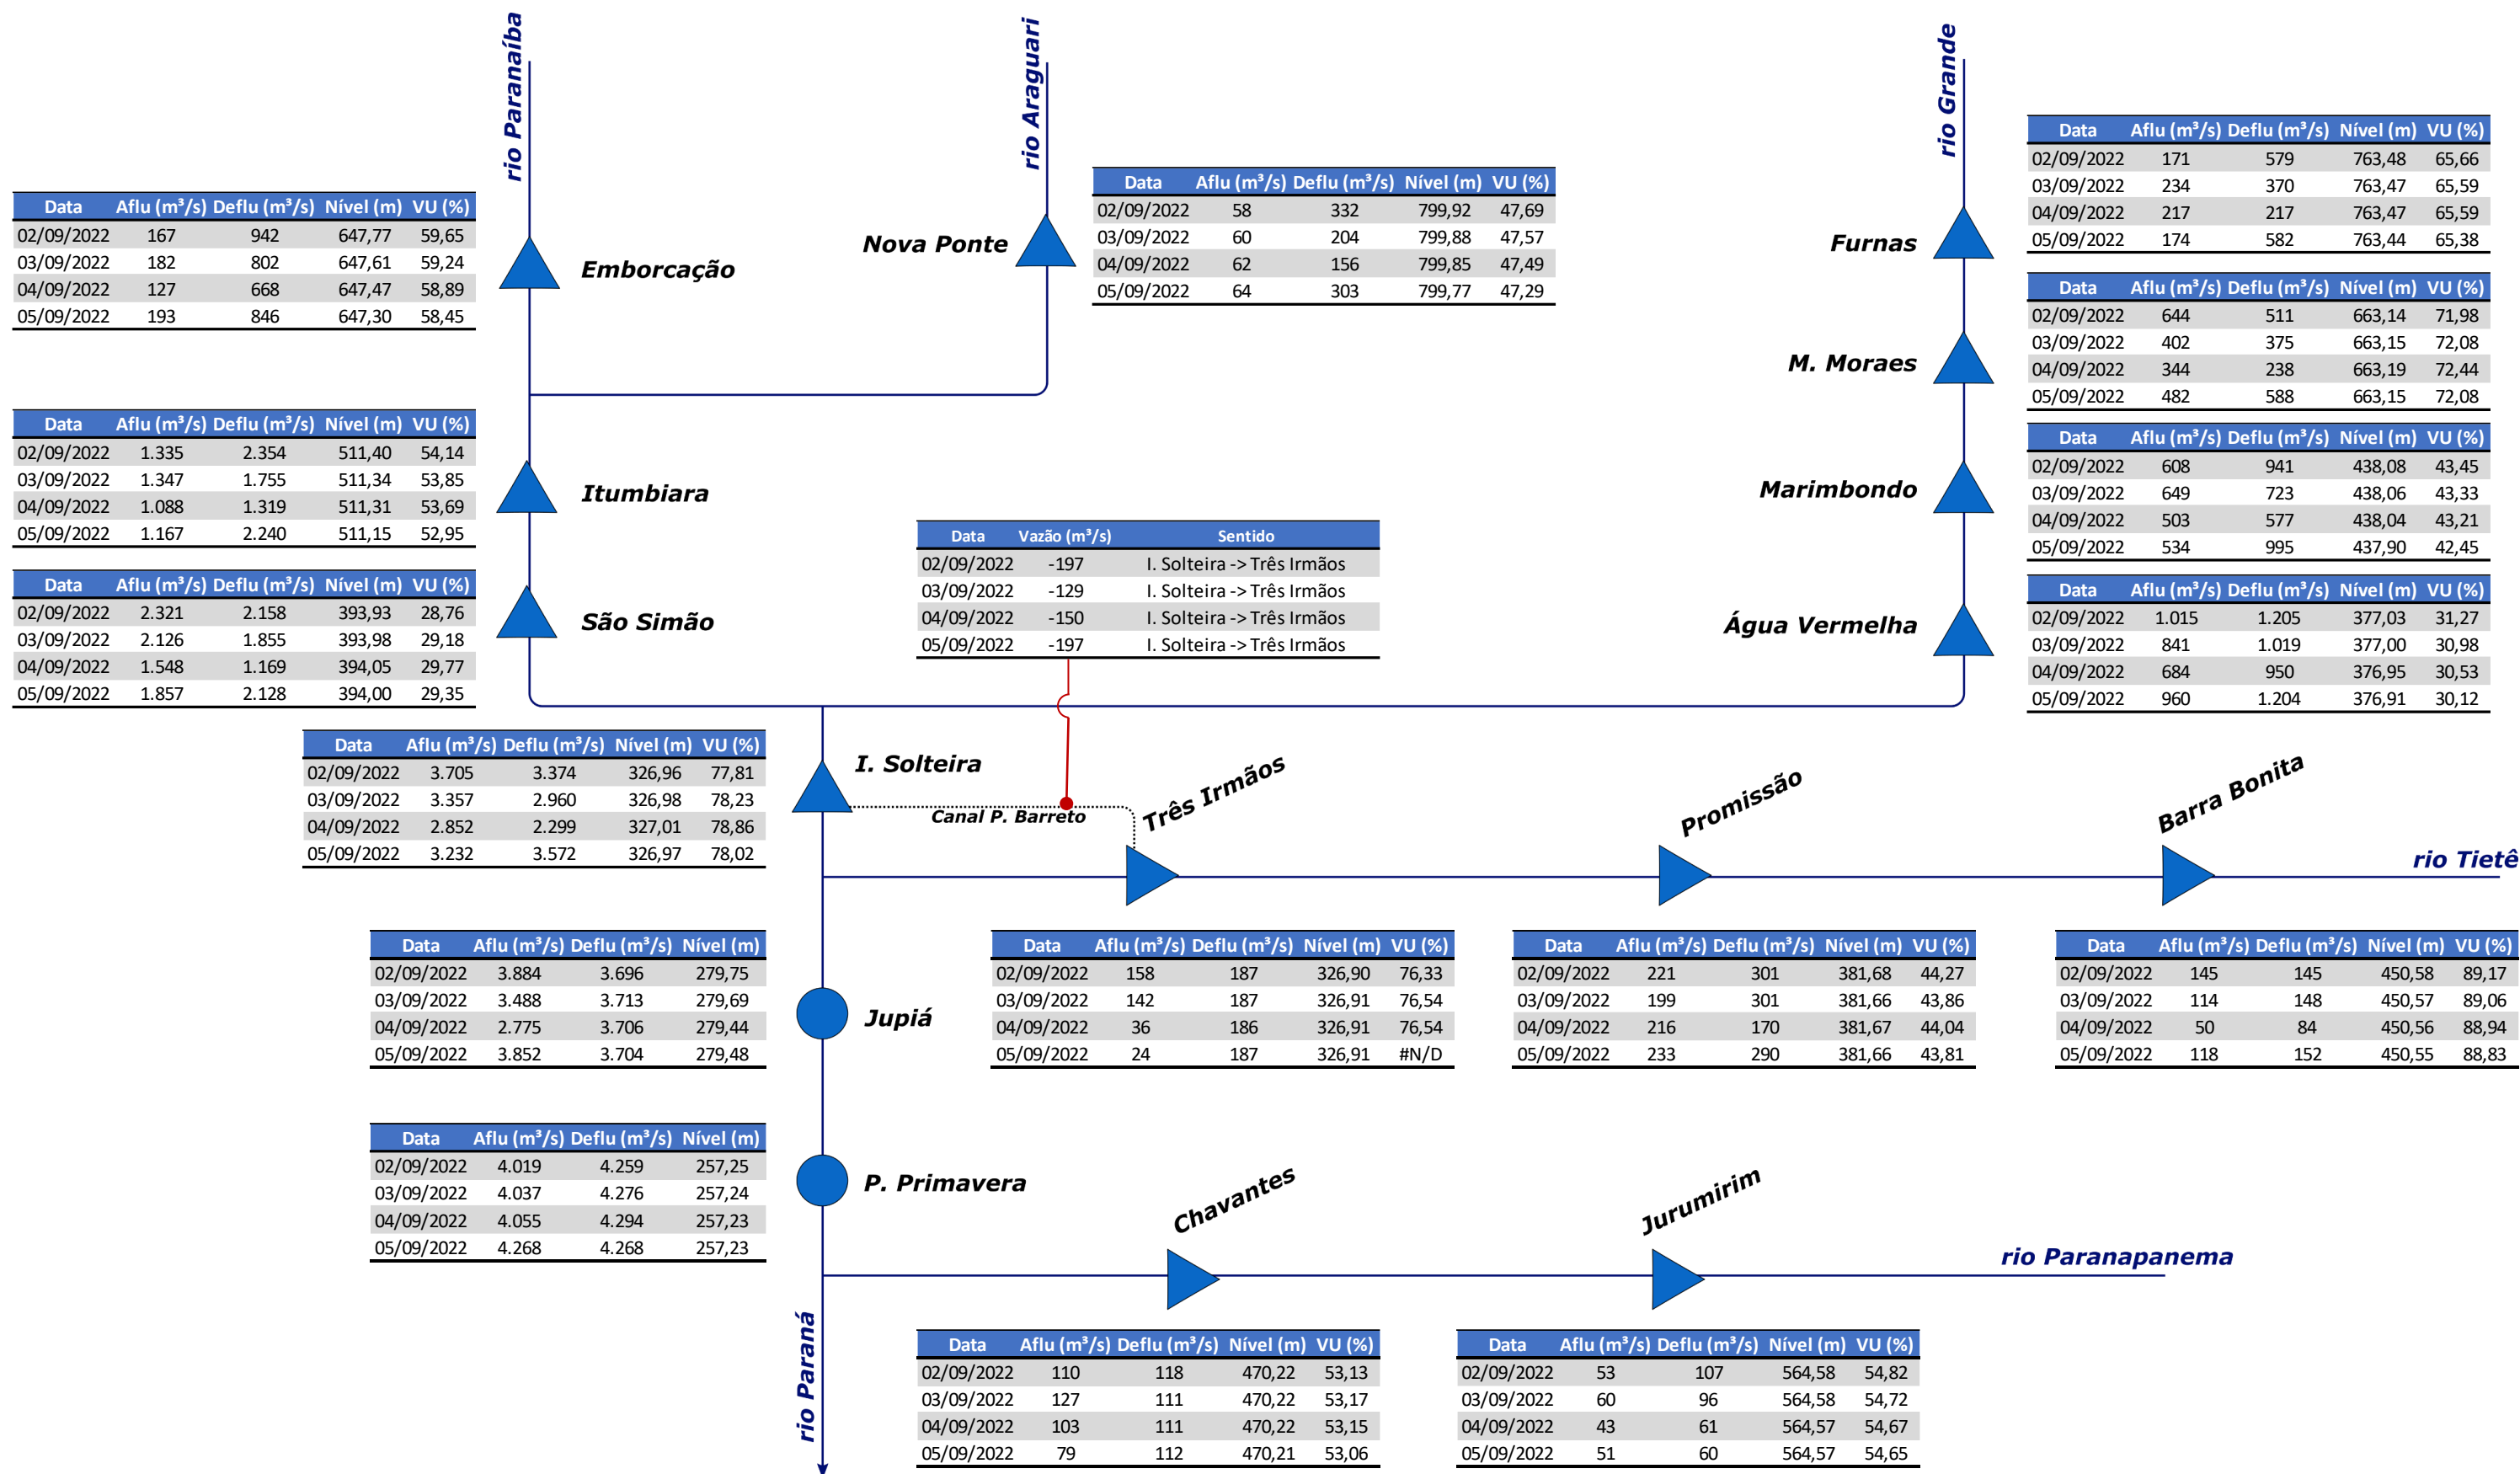 rio Paranaíba
rio Araguari
rio Grande
Data Aflu (m³/s) Deflu (m³/s) Nível (m) VU (%)
02/09/2022 171 579 763,48 65,66
03/09/2022 234 370 763,47 65,59
04/09/2022 217 217 763,47 65,59
05/09/2022 174 582 763,44 65,38
Furnas
Data Aflu (m³/s) Deflu (m³/s) Nível (m) VU (%)
02/09/2022 58 332 799,92 47,69
03/09/2022 60 204 799,88 47,57
04/09/2022 62 156 799,85 47,49
05/09/2022 64 303 799,77 47,29
Nova Ponte
Data Aflu (m³/s) Deflu (m³/s) Nível (m) VU (%)
02/09/2022 167 942 647,77 59,65
03/09/2022 182 802 647,61 59,24
04/09/2022 127 668 647,47 58,89
05/09/2022 193 846 647,30 58,45
Emborcação
Data Aflu (m³/s) Deflu (m³/s) Nível (m) VU (%)
02/09/2022 644 511 663,14 71,98
03/09/2022 402 375 663,15 72,08
04/09/2022 344 238 663,19 72,44
05/09/2022 482 588 663,15 72,08
M. Moraes
Data Aflu (m³/s) Deflu (m³/s) Nível (m) VU (%)
02/09/2022 1.335 2.354 511,40 54,14
03/09/2022 1.347 1.755 511,34 53,85
04/09/2022 1.088 1.319 511,31 53,69
05/09/2022 1.167 2.240 511,15 52,95
Itumbiara
Data Aflu (m³/s) Deflu (m³/s) Nível (m) VU (%)
02/09/2022 608 941 438,08 43,45
03/09/2022 649 723 438,06 43,33
04/09/2022 503 577 438,04 43,21
05/09/2022 534 995 437,90 42,45
Marimbondo
Data Vazão (m³/s) Sentido
02/09/2022 -197 I. Solteira -> Três Irmãos
03/09/2022 -129 I. Solteira -> Três Irmãos
04/09/2022 -150 I. Solteira -> Três Irmãos
05/09/2022 -197 I. Solteira -> Três Irmãos
Data Aflu (m³/s) Deflu (m³/s) Nível (m) VU (%)
02/09/2022 2.321 2.158 393,93 28,76
03/09/2022 2.126 1.855 393,98 29,18
04/09/2022 1.548 1.169 394,05 29,77
05/09/2022 1.857 2.128 394,00 29,35
São Simão
Data Aflu (m³/s) Deflu (m³/s) Nível (m) VU (%)
02/09/2022 1.015 1.205 377,03 31,27
03/09/2022 841 1.019 377,00 30,98
04/09/2022 684 950 376,95 30,53
05/09/2022 960 1.204 376,91 30,12
Água Vermelha
Data Aflu (m³/s) Deflu (m³/s) Nível (m) VU (%)
02/09/2022 3.705 3.374 326,96 77,81
03/09/2022 3.357 2.960 326,98 78,23
04/09/2022 2.852 2.299 327,01 78,86
05/09/2022 3.232 3.572 326,97 78,02
I. Solteira
Canal P. Barreto
Três Irmãos
Promissão
Barra Bonita
rio Tietê
Data Aflu (m³/s) Deflu (m³/s) Nível (m)
02/09/2022 3.884 3.696 279,75
03/09/2022 3.488 3.713 279,69
04/09/2022 2.775 3.706 279,44
05/09/2022 3.852 3.704 279,48
Jupiá
Data Aflu (m³/s) Deflu (m³/s) Nível (m) VU (%)
02/09/2022 158 187 326,90 76,33
03/09/2022 142 187 326,91 76,54
04/09/2022 36 186 326,91 76,54
05/09/2022 24 187 326,91 #N/D
Data Aflu (m³/s) Deflu (m³/s) Nível (m) VU (%)
02/09/2022 221 301 381,68 44,27
03/09/2022 199 301 381,66 43,86
04/09/2022 216 170 381,67 44,04
05/09/2022 233 290 381,66 43,81
Data Aflu (m³/s) Deflu (m³/s) Nível (m) VU (%)
02/09/2022 145 145 450,58 89,17
03/09/2022 114 148 450,57 89,06
04/09/2022 50 84 450,56 88,94
05/09/2022 118 152 450,55 88,83
Data Aflu (m³/s) Deflu (m³/s) Nível (m)
02/09/2022 4.019 4.259 257,25
03/09/2022 4.037 4.276 257,24
04/09/2022 4.055 4.294 257,23
05/09/2022 4.268 4.268 257,23
P. Primavera
Chavantes
Jurumirim
rio Paranapanema
rio Paraná
Data Aflu (m³/s) Deflu (m³/s) Nível (m) VU (%)
02/09/2022 110 118 470,22 53,13
03/09/2022 127 111 470,22 53,17
04/09/2022 103 111 470,22 53,15
05/09/2022 79 112 470,21 53,06
Data Aflu (m³/s) Deflu (m³/s) Nível (m) VU (%)
02/09/2022 53 107 564,58 54,82
03/09/2022 60 96 564,58 54,72
04/09/2022 43 61 564,57 54,67
05/09/2022 51 60 564,57 54,65